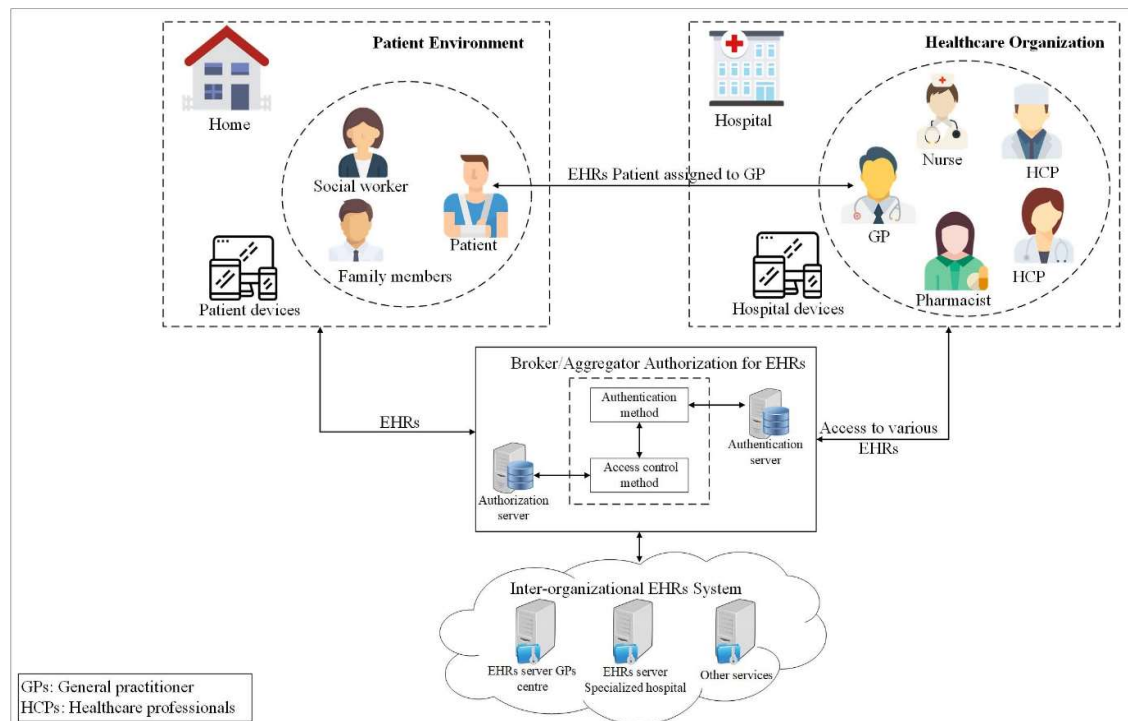 Patient Environment
Home
Social worker
Family members
Patient
Patient devices
EHRs Patient assigned to GP
Healthcare Organization
Hospital
Nurse
HCP
GP
HCP
Pharmacist
Hospital devices
EHRs
Broker/Aggregator Authorization for EHRs
Authentication
method
Authentication
server
Access control
method
Authorization
server
Access to various
EHRs
Inter-organizational EHRs System
EHRs server GPs
centre
EHRs server
Specialized hospital
Other services
GPs: General practitioner
HCPs: Healthcare professionals